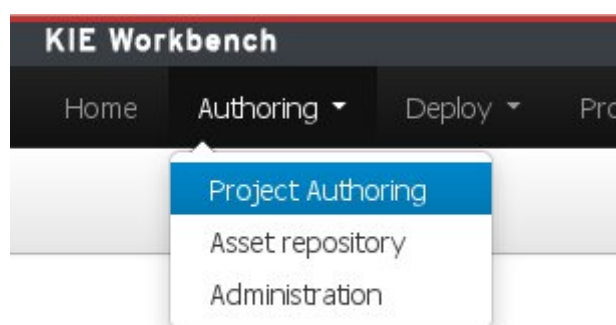 KIE Workbench
Home Authoring Deploy
Project Authoring
Asset repository
Administration